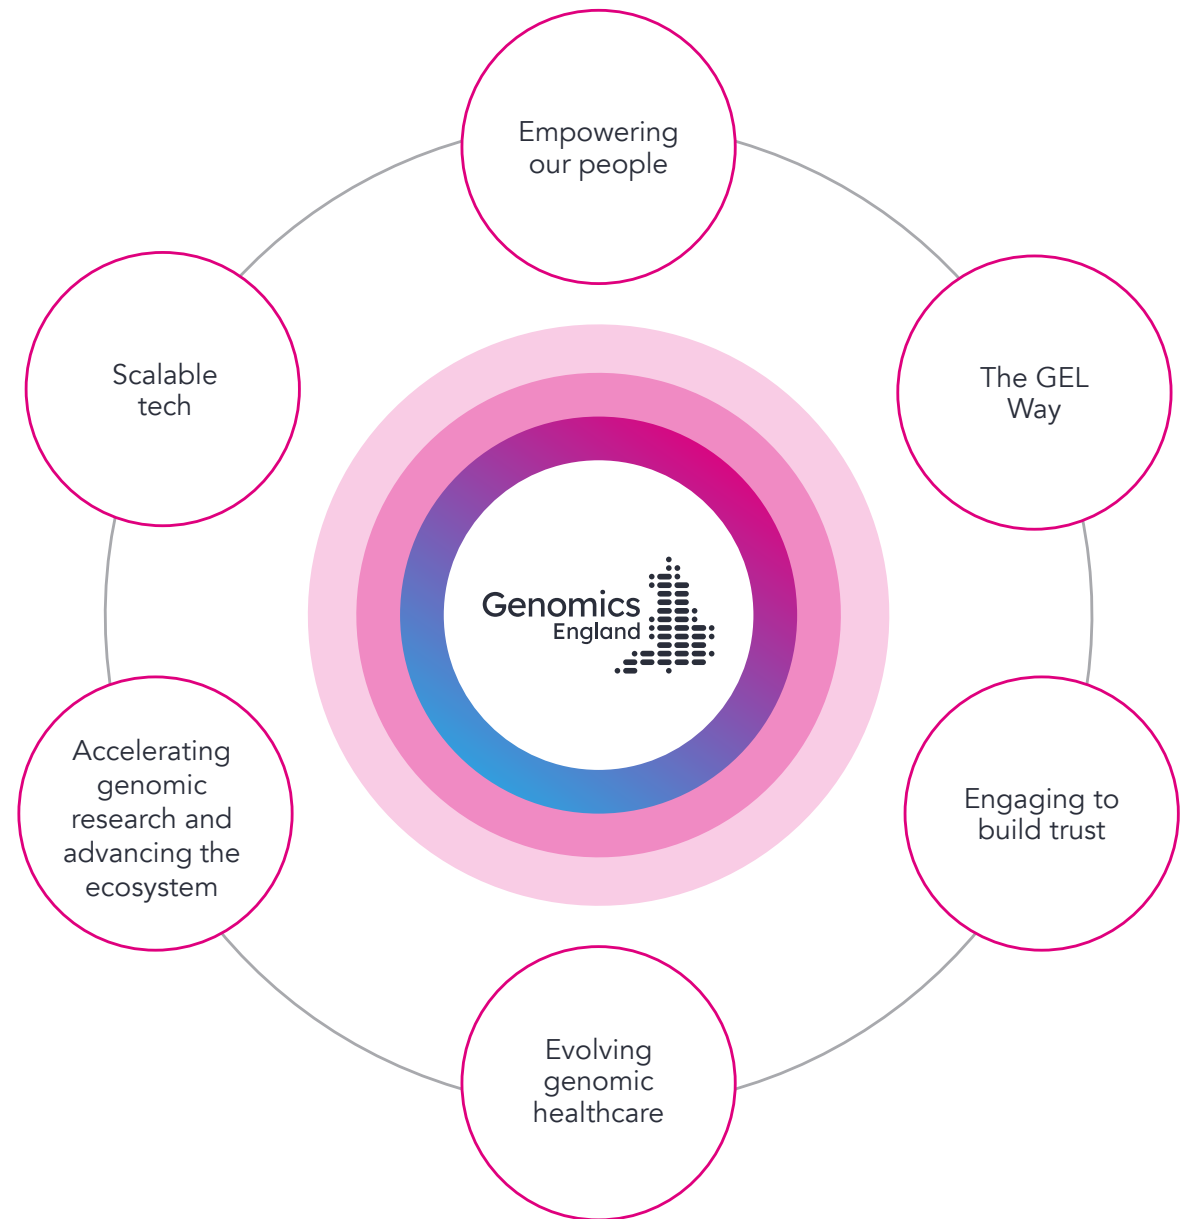 Empowering
our people
Scalable
tech
The GEL
Way
Genomics
England
Accelerating
genomic
research and
advancing the
ecosystem
Engaging to
build trust
Evolving
genomic
healthcare